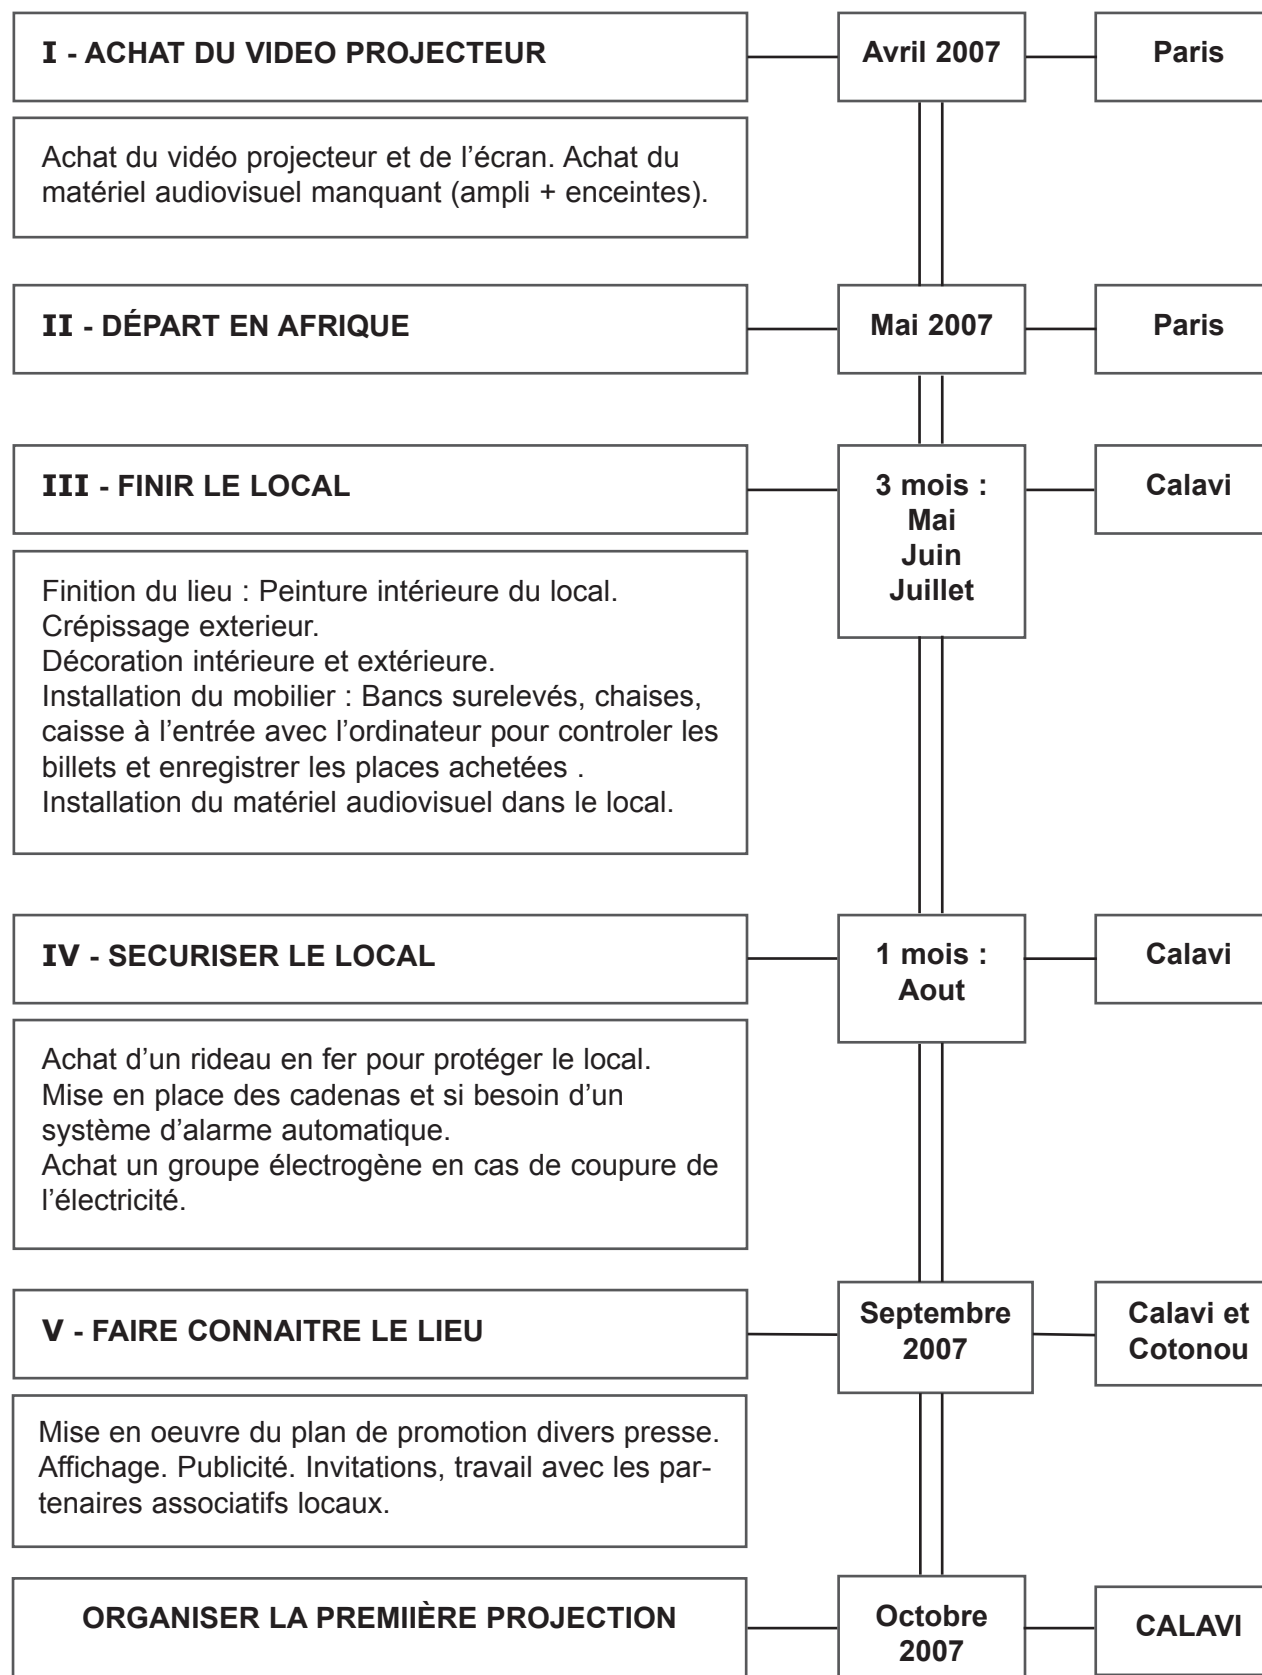 I - ACHAT DU VIDEO PROJECTEUR
Avril 2007
Paris
Achat du vidéo projecteur et de l’écran. Achat du
matériel audiovisuel manquant (ampli + enceintes).
II - DÉPART EN AFRIQUE
Mai 2007
Paris
III - FINIR LE LOCAL
3 mois :
Mai
Juin
Juillet
Calavi
Finition du lieu : Peinture intérieure du local.
Crépissage exterieur.
Décoration intérieure et extérieure.
Installation du mobilier : Bancs surelevés, chaises,
caisse à l’entrée avec l’ordinateur pour controler les
billets et enregistrer les places achetées .
Installation du matériel audiovisuel dans le local.
IV - SECURISER LE LOCAL
1 mois :
Aout
Calavi
Achat d’un rideau en fer pour protéger le local.
Mise en place des cadenas et si besoin d’un
système d’alarme automatique.
Achat un groupe électrogène en cas de coupure de
l’électricité.
V - FAIRE CONNAITRE LE LIEU
Septembre
2007
Calavi et
Cotonou
Mise en oeuvre du plan de promotion divers presse.
Affichage. Publicité. Invitations, travail avec les par-
tenaires associatifs locaux.
ORGANISER LA PREMIIÈRE PROJECTION
Octobre
2007
CALAVI